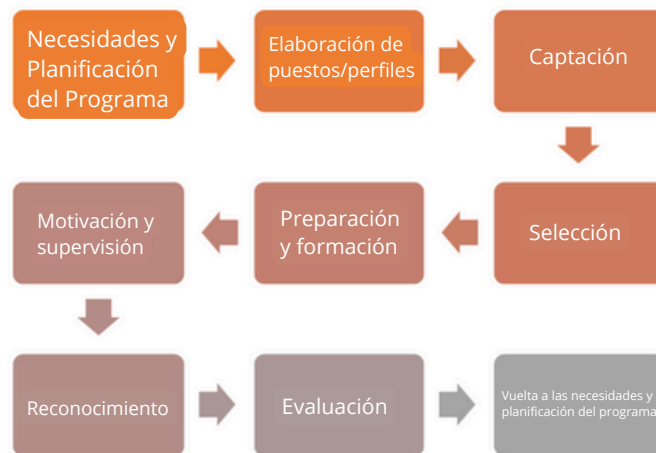 Necesidades y
Planificación
del Programa
Elaboración de
puestos/perfiles
Captación
Selección
Preparación
y formación
Motivación y
supervisión
Reconocimiento
Evaluación
Vuelta a las necesidades y
planificación del programa